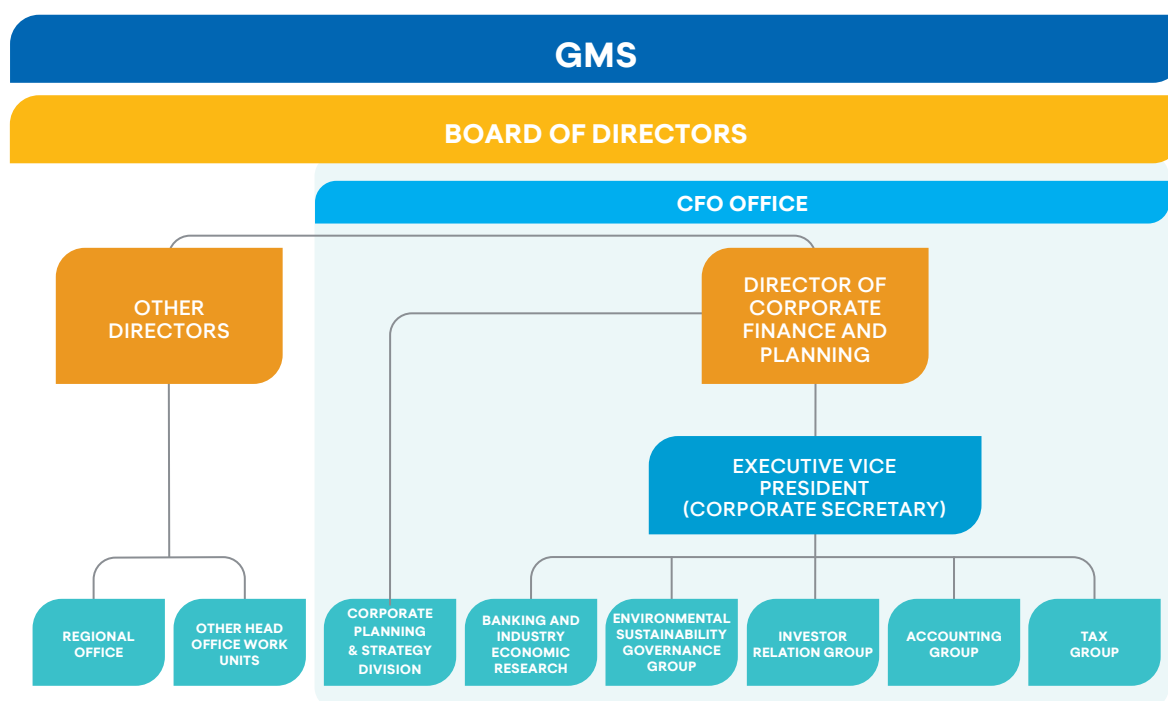 GMS
BOARD OF DIRECTORS
CFO OFFICE
OTHER
DIRECTORS
DIRECTOR OF
CORPORATE
FINANCE AND
PLANNING
EXECUTIVE VICE
PRESIDENT
(CORPORATE SECRETARY)
REGIONAL
OFFICE
OTHER HEAD
OFFICE WORK
UNITS
CORPORATE
PLANNING
& STRATEGY
DIVISION
BANKING AND
INDUSTRY
ECONOMIC
RESEARCH
ENVIRONMENTAL
SUSTAINABILITY
GOVERNANCE
GROUP
INVESTOR
RELATION GROUP
ACCOUNTING
GROUP
TAX
GROUP